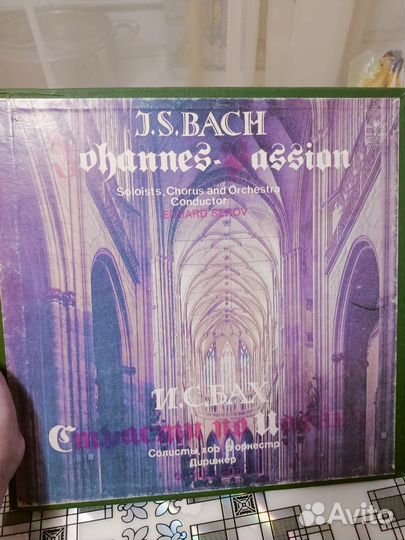 J.S.BACH
Johannes-Passion
Soloists, Chorus and Orchestra
Conductor
EDUARD SEROV
И.С.БАХ
Страсти по Иоанну
Солисты, хор и оркестр
Дирижер
Avito